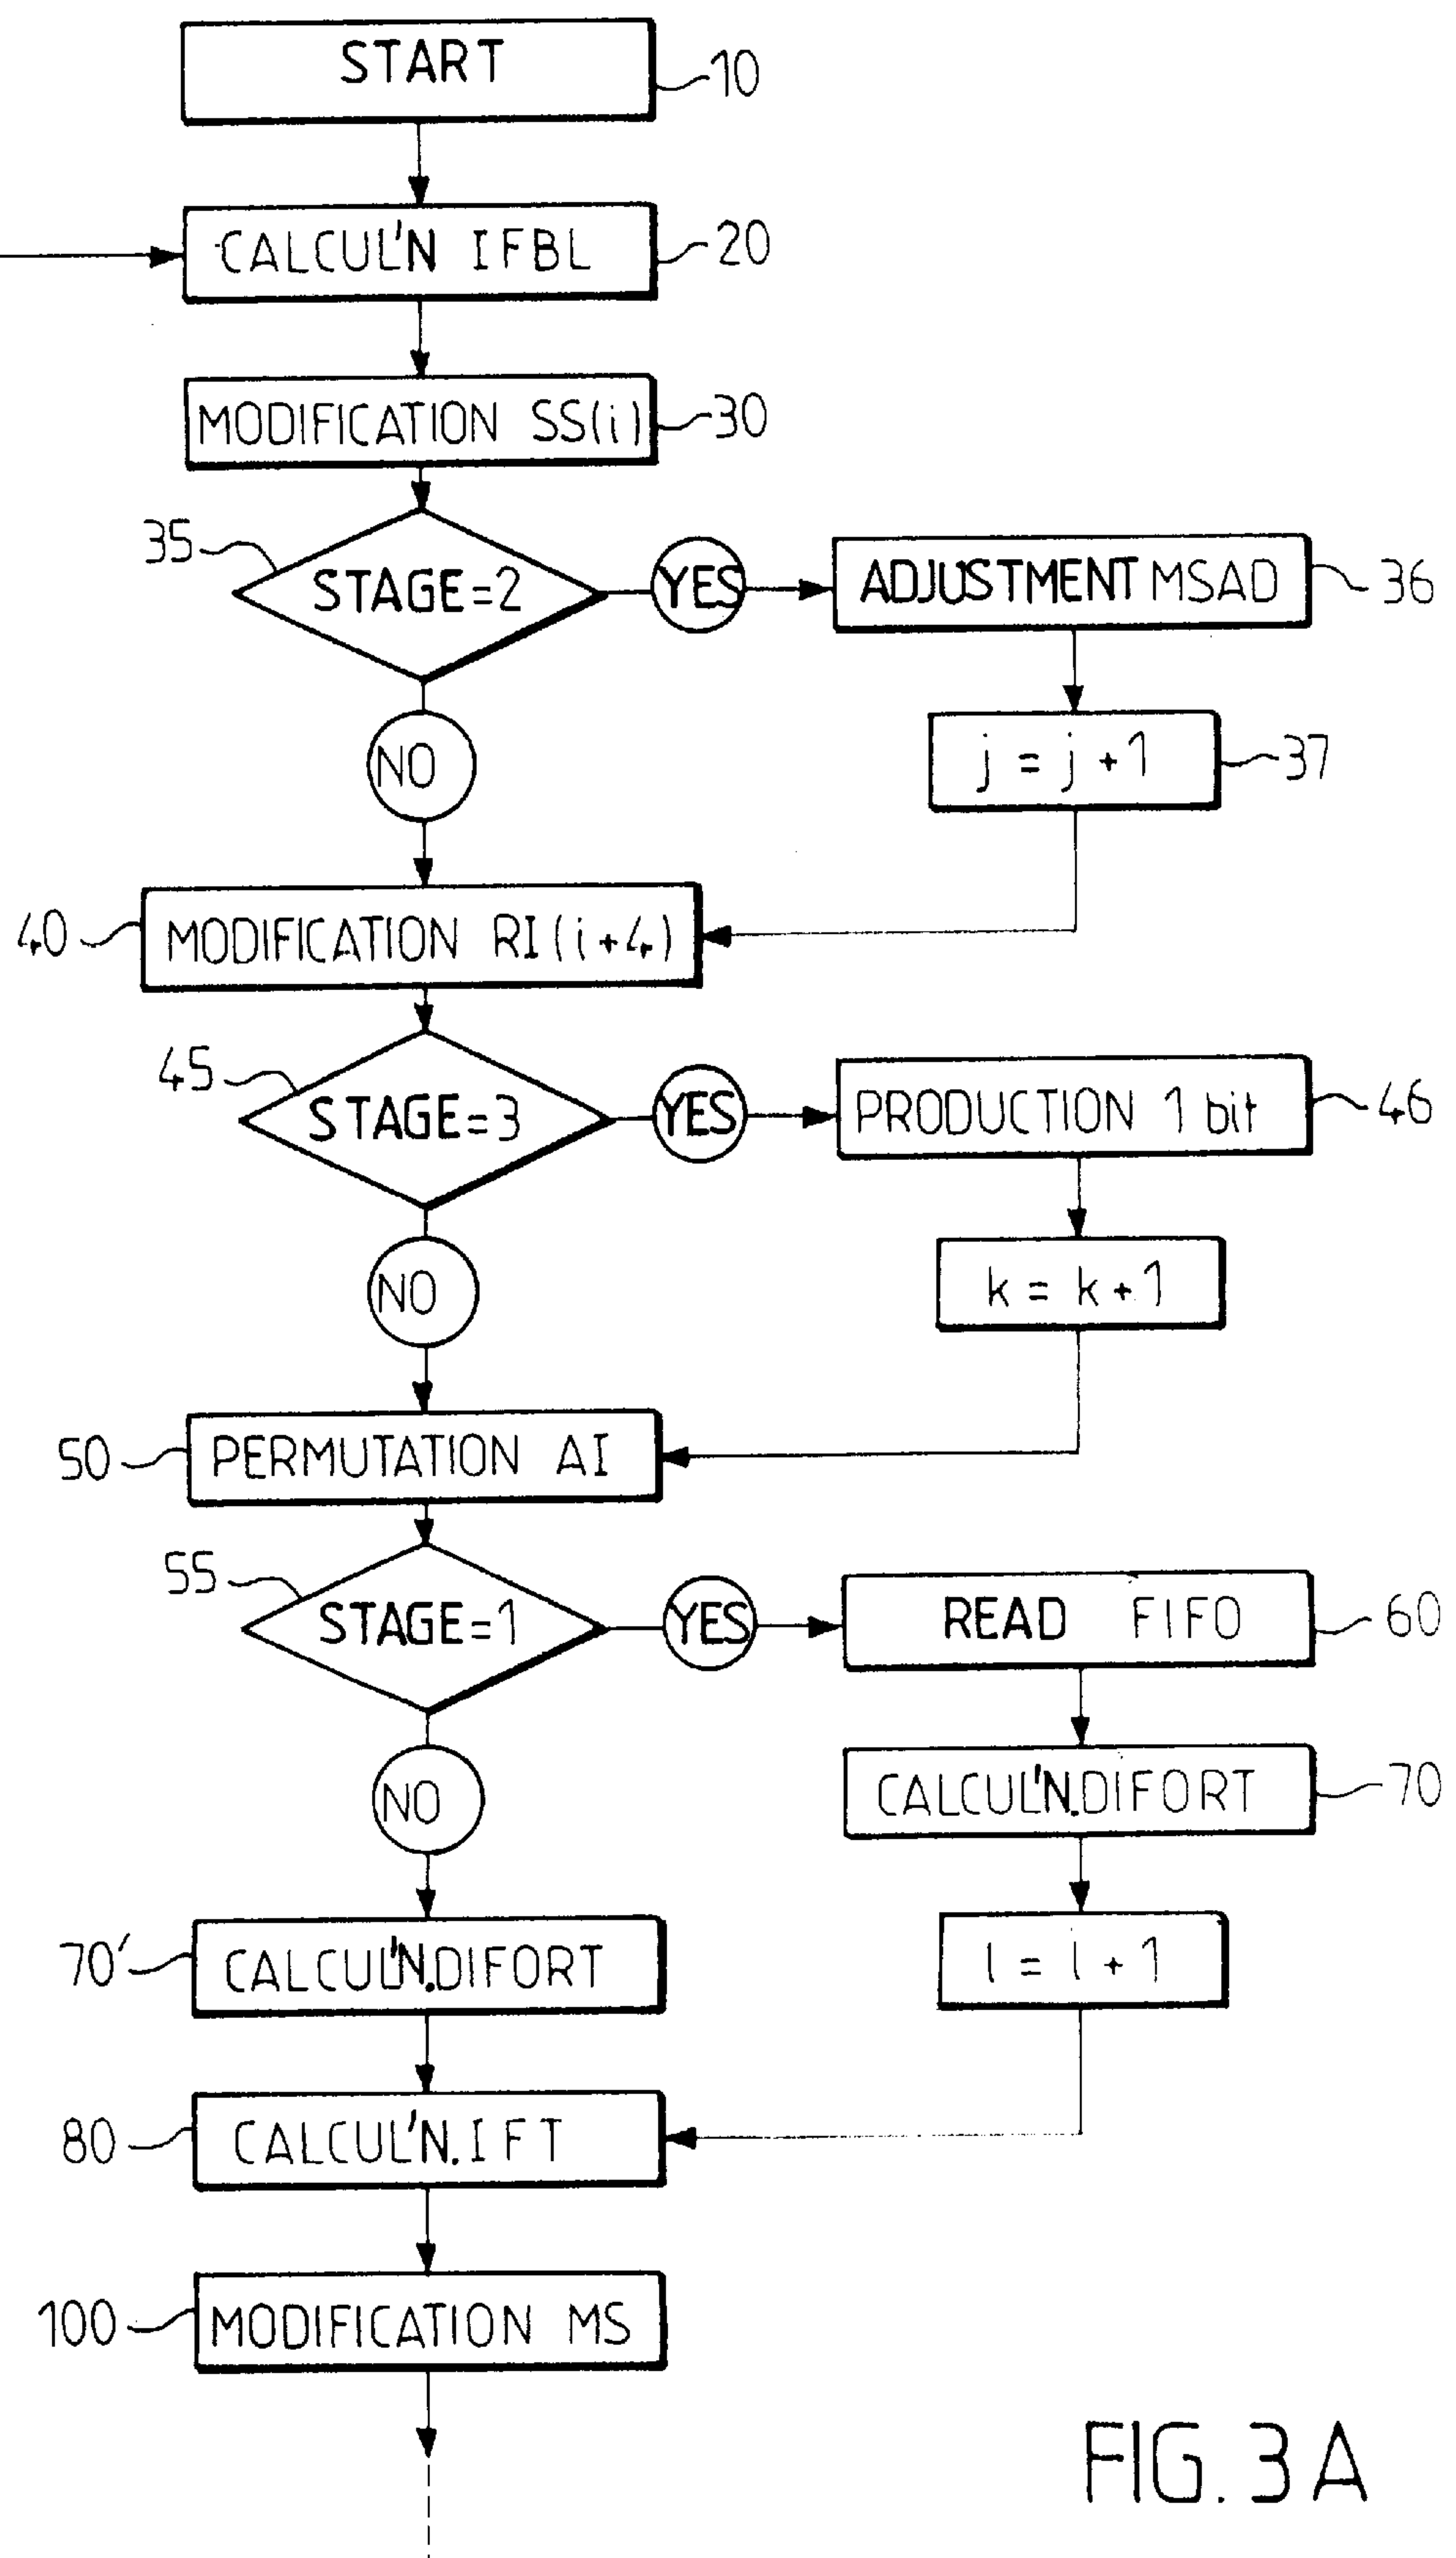 START
10
CALCUL'N IFBL
20
MODIFICATION SS(i)
30
35
STAGE=2
YES
ADJUSTMENT MSAD
36
NO
j = j + 1
37
40
MODIFICATION RI(i+4)
45
STAGE=3
YES
PRODUCTION 1 bit
46
NO
k = k + 1
50
PERMUTATION AI
55
STAGE=1
YES
READ FIFO
60
NO
CALCUL'N.DIFORT
70
70'
CALCUL'N.DIFORT
i = i + 1
80
CALCUL'N.IFT
100
MODIFICATION MS
FIG. 3A